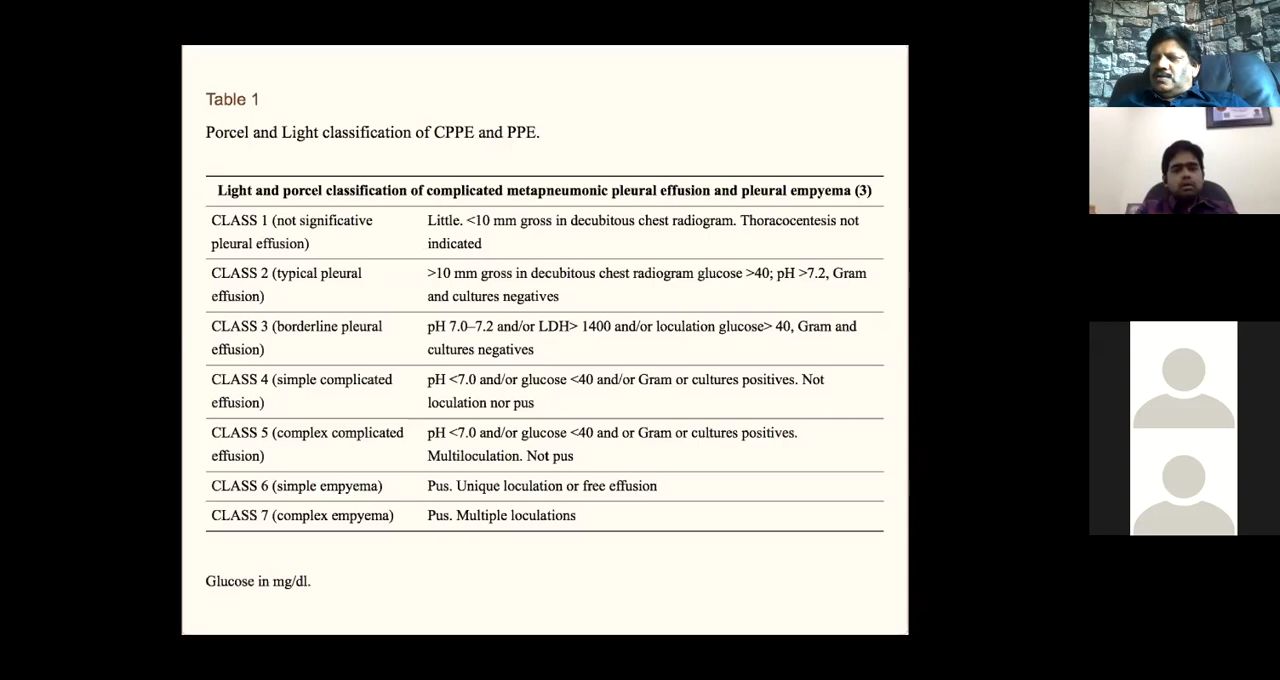 Table 1
Porcel and Light classification of CPPE and PPE.
Light and porcel classification of complicated metapneumonic pleural effusion and pleural empyema (3)
CLASS 1 (not significative
pleural effusion)
Little. <10 mm gross in decubitous chest radiogram. Thoracocentesis not
indicated
CLASS 2 (typical pleural
effusion)
>10 mm gross in decubitous chest radiogram glucose >40; pH >7.2, Gram
and cultures negatives
CLASS 3 (borderline pleural
effusion)
pH 7.0–7.2 and/or LDH> 1400 and/or loculation glucose> 40, Gram and
cultures negatives
CLASS 4 (simple complicated
effusion)
pH <7.0 and/or glucose <40 and/or Gram or cultures positives. Not
loculation nor pus
CLASS 5 (complex complicated
effusion)
pH <7.0 and/or glucose <40 and or Gram or cultures positives.
Multiloculation. Not pus
CLASS 6 (simple empyema)
Pus. Unique loculation or free effusion
CLASS 7 (complex empyema)
Pus. Multiple loculations
Glucose in mg/dl.